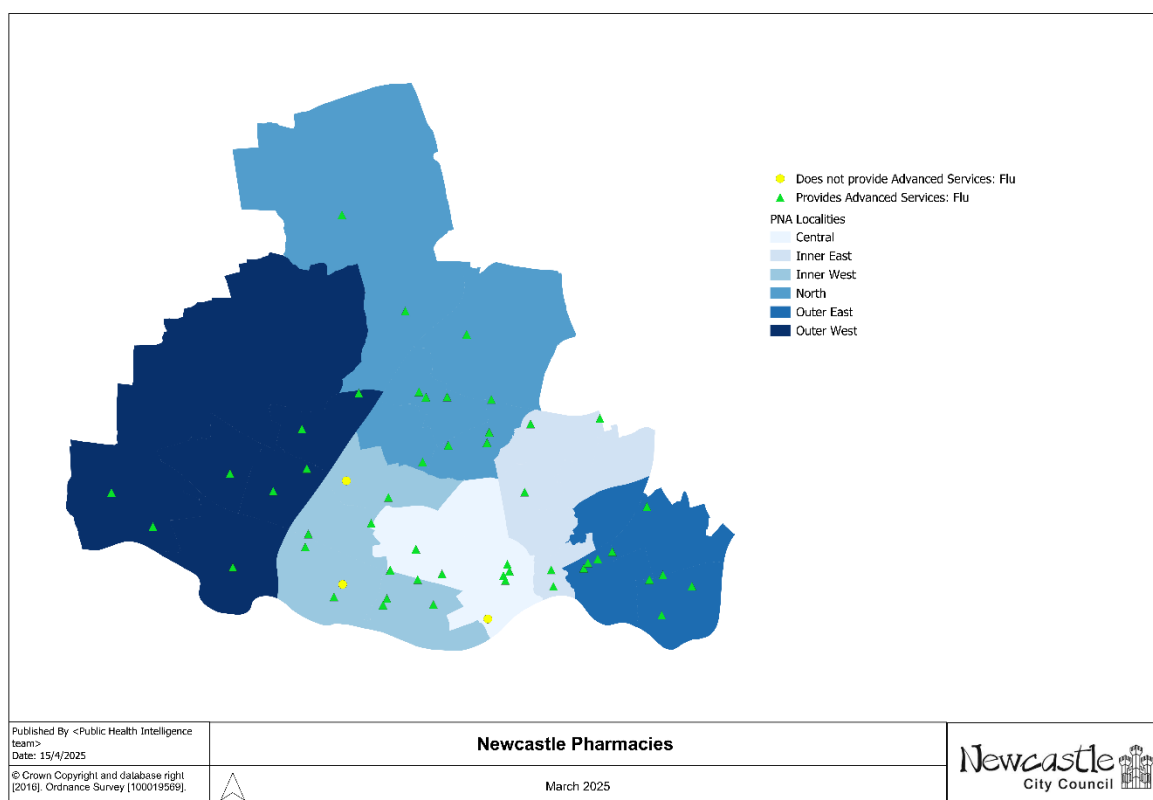 Does not provide Advanced Services: Flu
Provides Advanced Services: Flu
PNA Localities
Central
Inner East
Inner West
North
Outer East
Outer West
Published By <Public Health Intelligence
team>
Date: 15/4/2025
© Crown Copyright and database right
[2016]. Ordnance Survey [100019569].
Newcastle Pharmacies
March 2025
Newcastle
City Council